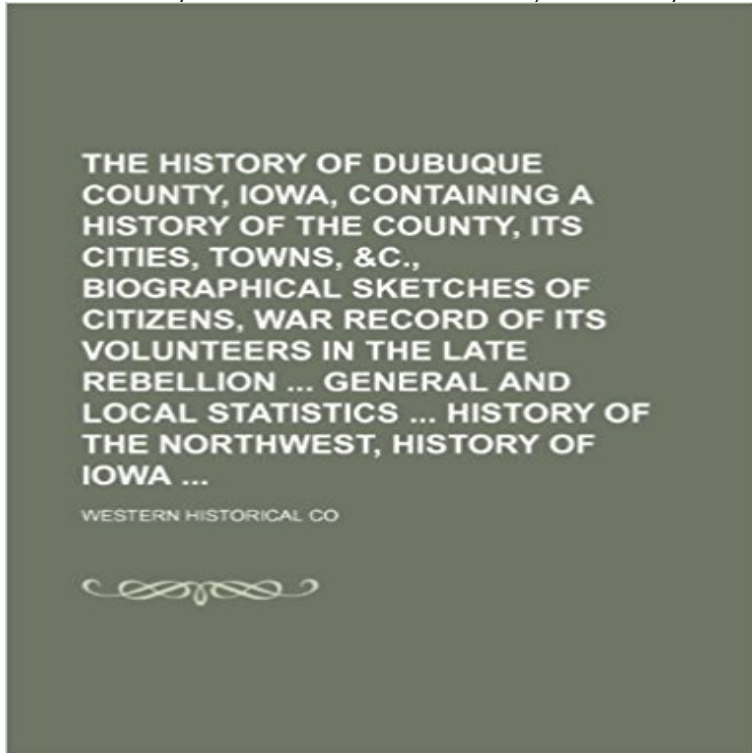 THE HISTORY OF DUBUQUE
COUNTY, IOWA, CONTAINING A
HISTORY OF THE COUNTY, ITS
CITIES, TOWNS, &C.,
BIOGRAPHICAL SKETCHES OF
CITIZENS, WAR RECORD OF ITS
VOLUNTEERS IN THE LATE
REBELLION ... GENERAL AND
LOCAL STATISTICS ... HISTORY OF
THE NORTHWEST, HISTORY OF
IOWA ...
WESTERN HISTORICAL CO